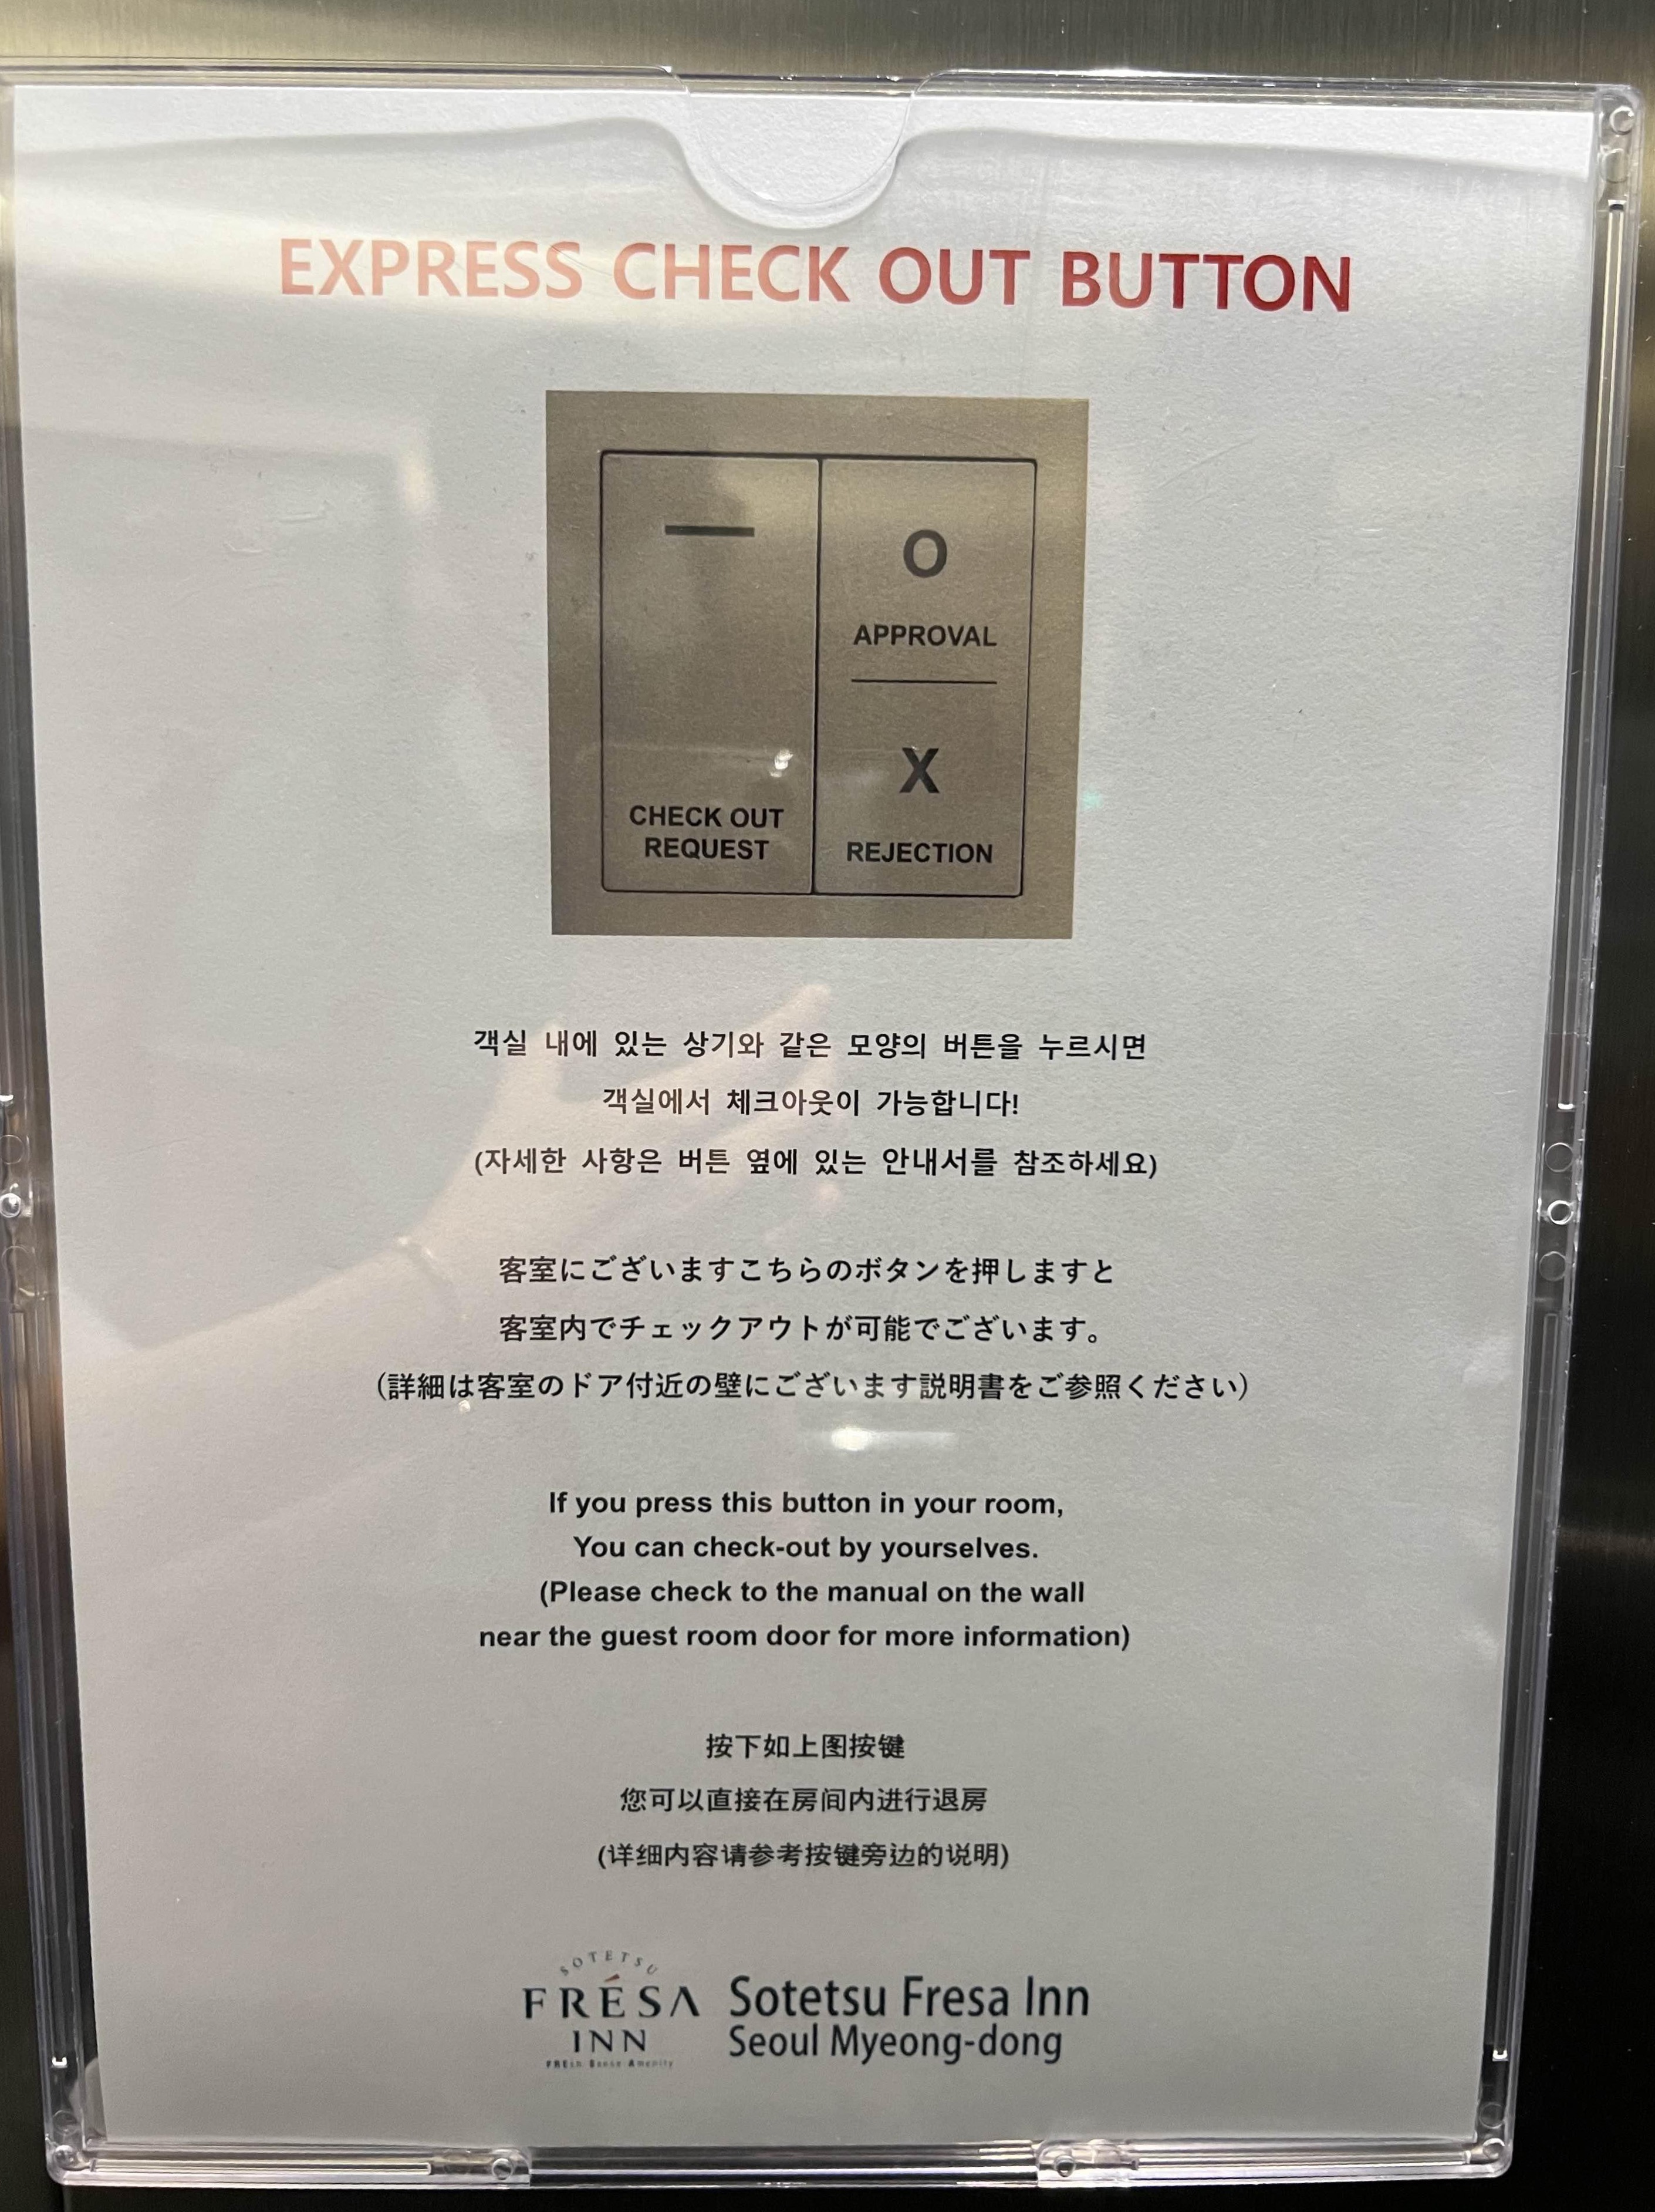 EXPRESS CHECK OUT BUTTON
CHECK OUT
REQUEST
O
APPROVAL
X
REJECTION
객실 내에 있는 상기와 같은 모양의 버튼을 누르시면
객실에서 체크아웃이 가능합니다!
(자세한 사항은 버튼 옆에 있는 안내서를 참조하세요)
客室にございますこちらのボタンを押しますと
客室内でチェックアウトが可能でございます。
(詳細は客室のドア付近の壁にございます説明書をご参照ください)
If you press this button in your room,
You can check-out by yourselves.
(Please check to the manual on the wall
near the guest room door for more information)
按下如上图按键
您可以直接在房间内进行退房
(详细内容请参考按键旁边的说明)
SOTETSU
FRÉSA
INN
FREsh Sense Amenity
Sotetsu Fresa Inn
Seoul Myeong-dong